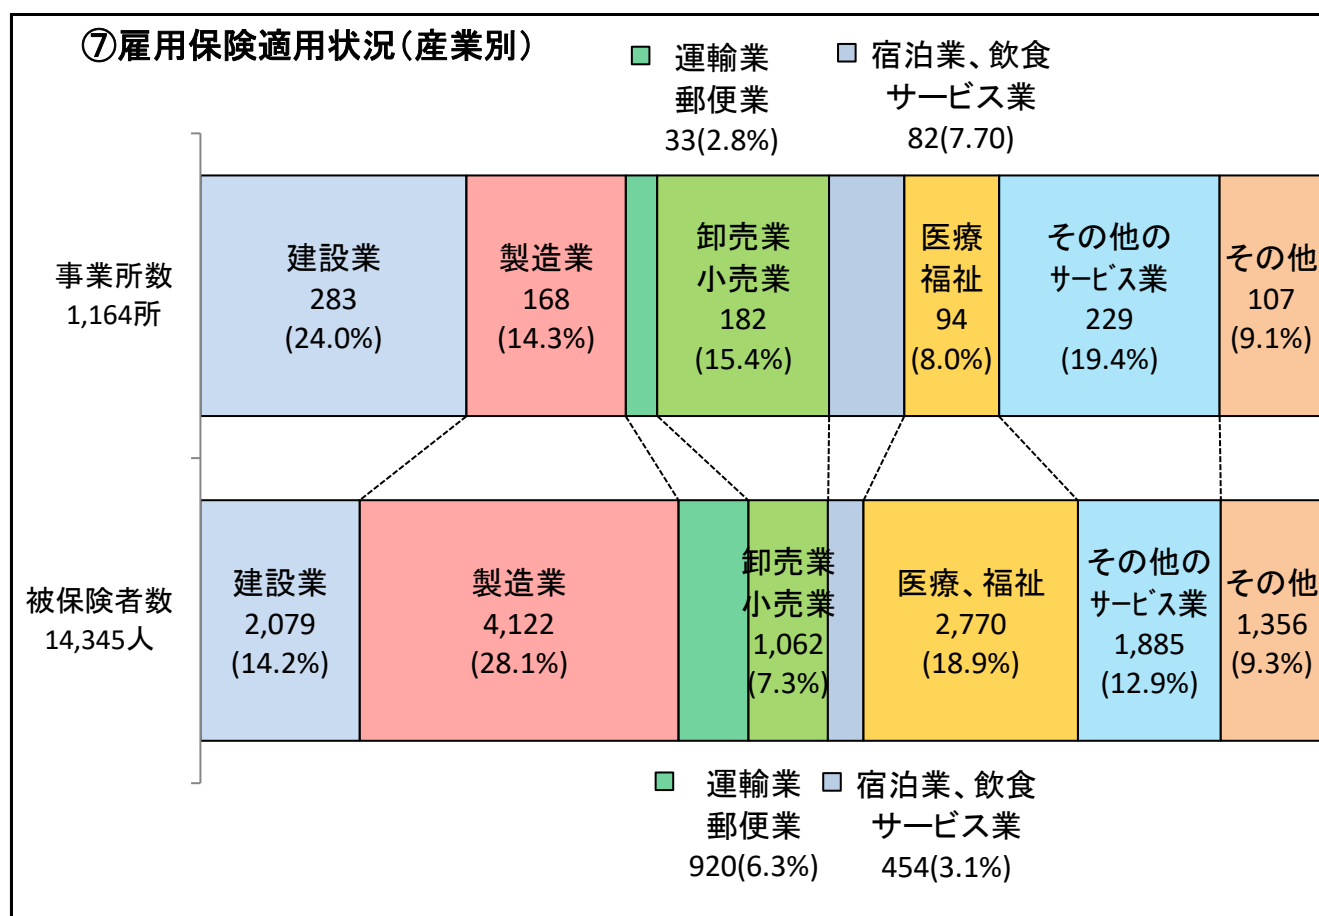 ⑦雇用保険適用状況(産業別)
運輸業
郵便業
33(2.8%)
宿泊業、飲食
サービス業
82(7.70)
事業所数
1,164所
建設業
283
(24.0%)
製造業
168
(14.3%)
卸売業
小売業
182
(15.4%)
医療
福祉
94
(8.0%)
その他の
サービス業
229
(19.4%)
その他
107
(9.1%)
被保険者数
14,345人
建設業
2,079
(14.2%)
製造業
4,122
(28.1%)
卸売業
小売業
1,062
(7.3%)
医療、福祉
2,770
(18.9%)
その他の
サービス業
1,885
(12.9%)
その他
1,356
(9.3%)
運輸業
郵便業
920(6.3%)
宿泊業、飲食
サービス業
454(3.1%)